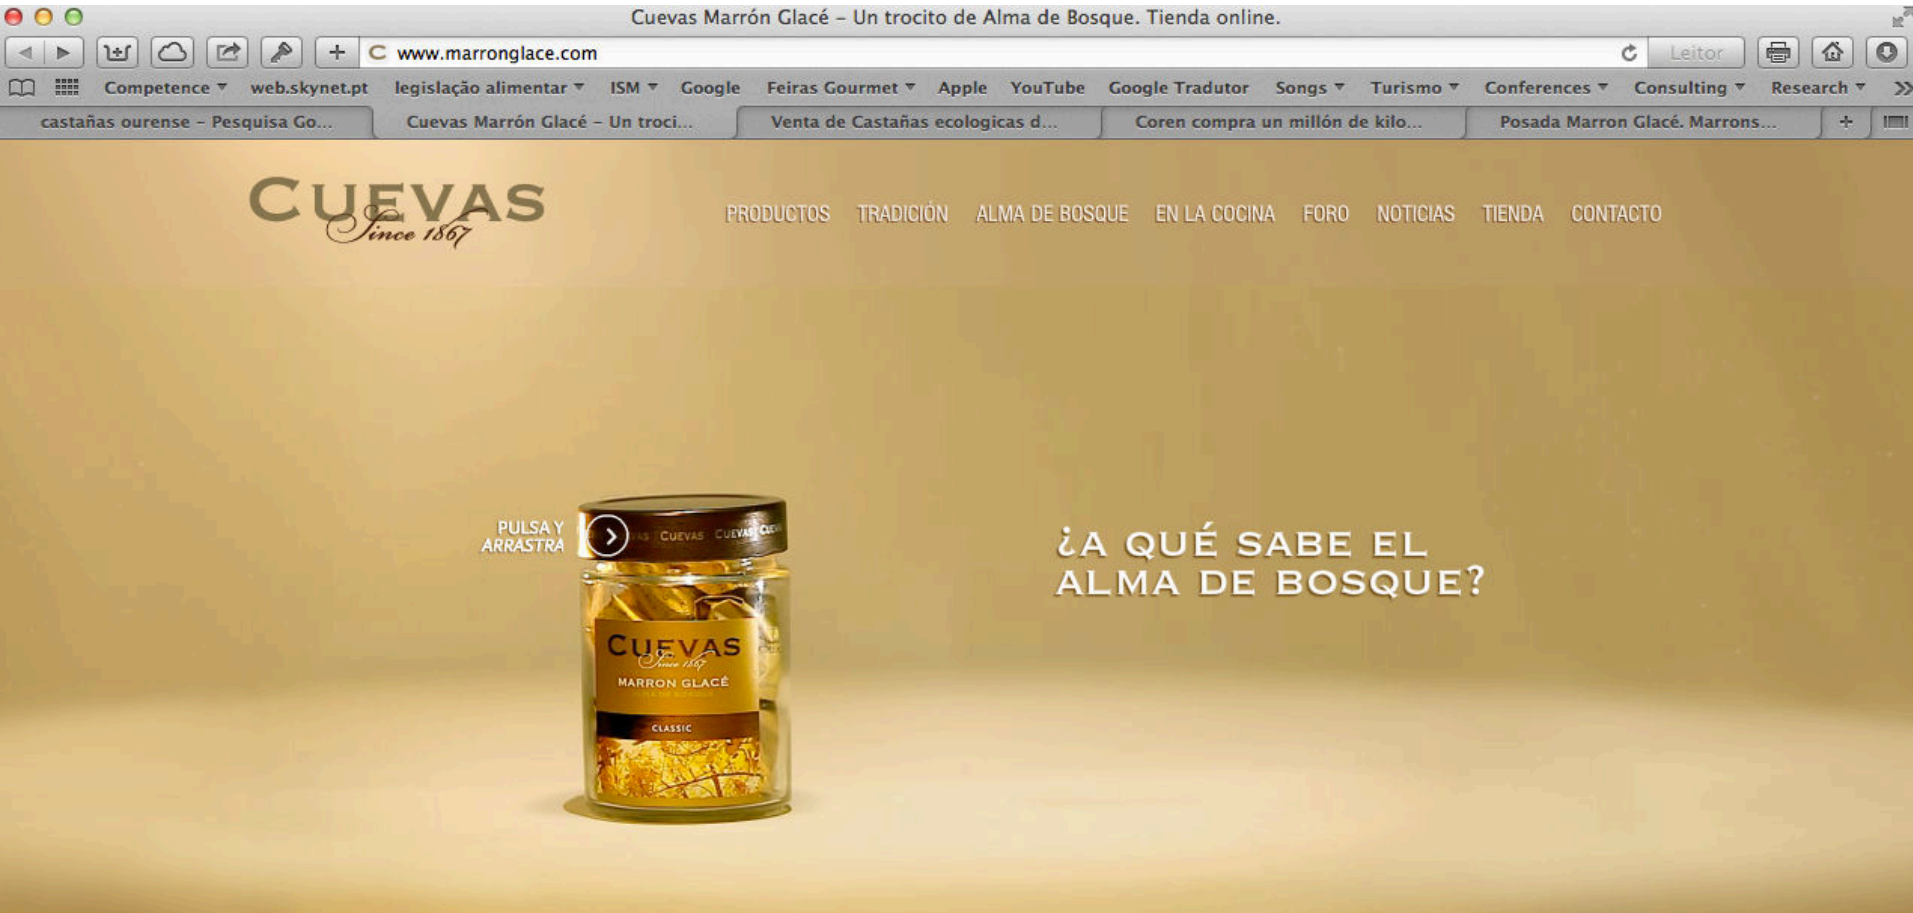 Cuevas Marrón Glacé – Un trocito de Alma de Bosque. Tienda online.
C www.marronglace.com
Leitor
Competence web.skynet.pt legislação alimentar ISM Google Feiras Gourmet Apple YouTube Google Tradutor Songs Turismo Conferences Consulting Research
castañas ourense – Pesquisa Go...
Cuevas Marrón Glacé – Un troci...
Venta de Castañas ecologicas d...
Coren compra un millón de kilo...
Posada Marron Glacé. Marrons...
CUEVAS
Since 1867
PRODUCTOS TRADICIÓN ALMA DE BOSQUE EN LA COCINA FORO NOTICIAS TIENDA CONTACTO
PULSA Y
ARRASTRA
CUEVAS CUEVAS
¿A QUÉ SABE EL
ALMA DE BOSQUE?
CUEVAS
Since 1867
MARRON GLACÉ
CLASSIC